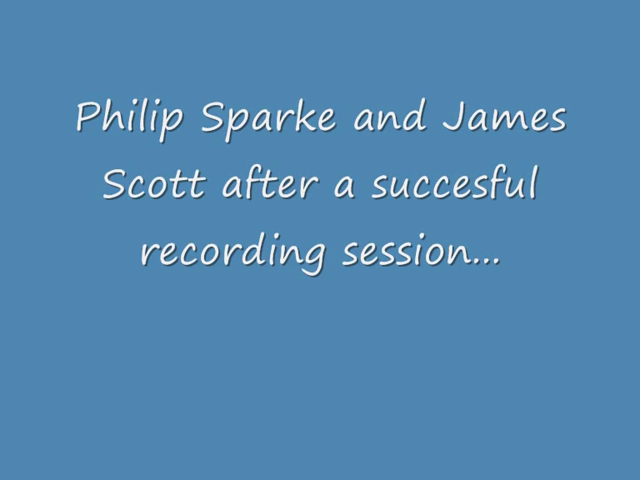 Philip Sparke and James
Scott after a succesful
recording session...